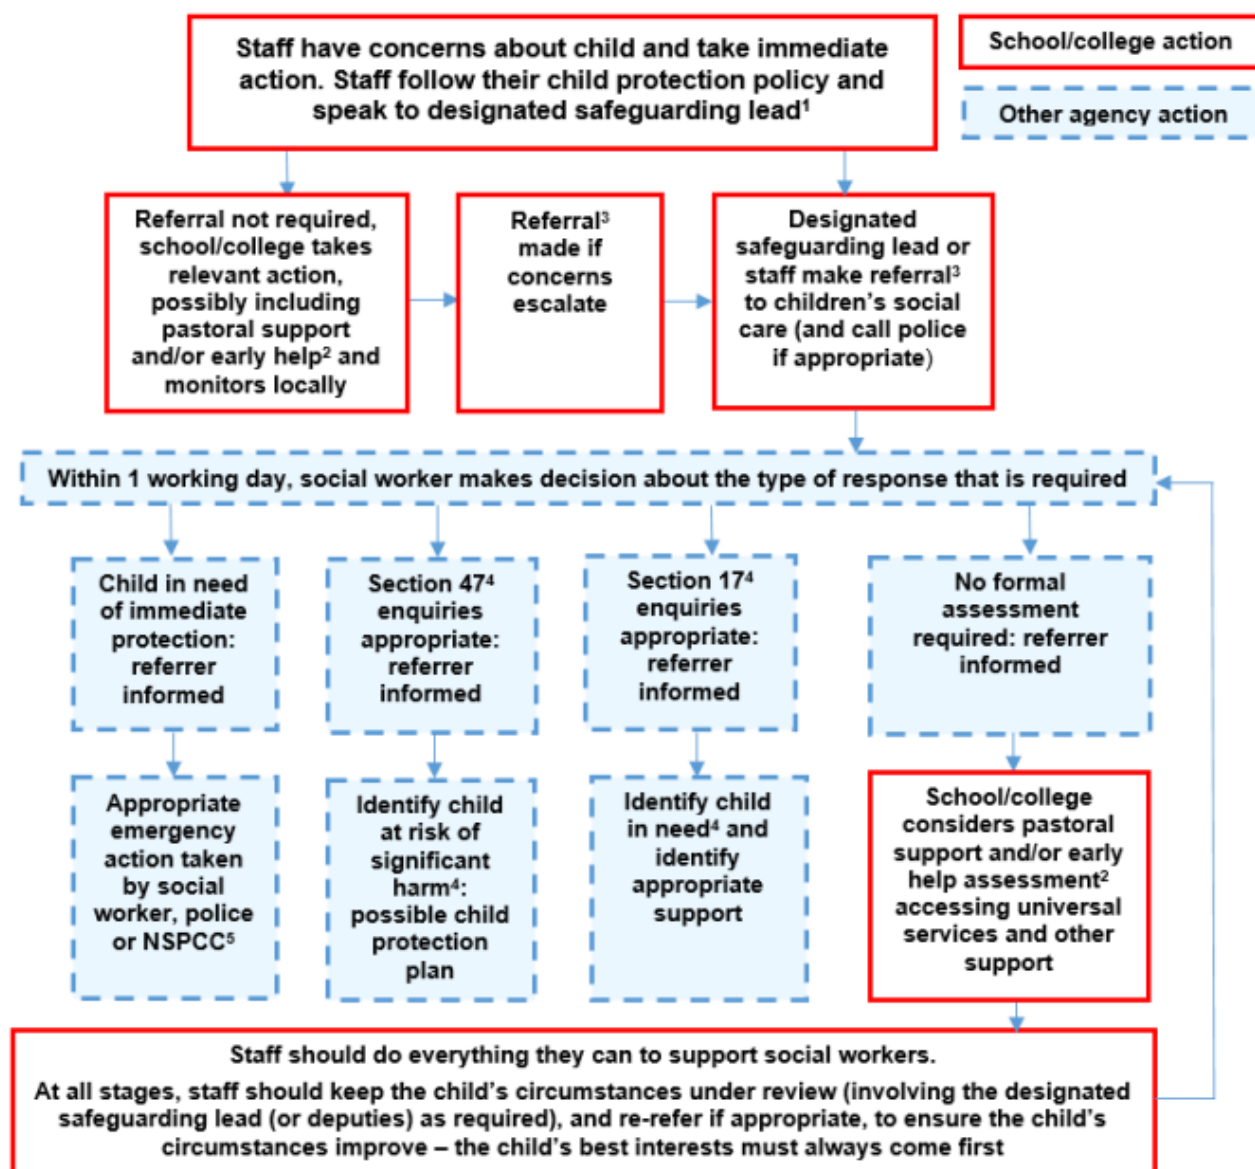 Staff have concerns about child and take immediate
action. Staff follow their child protection policy and
speak to designated safeguarding lead¹
School/college action
Other agency action
Referral not required,
school/college takes
relevant action,
possibly including
pastoral support
and/or early help² and
monitors locally
Referral³
made if
concerns
escalate
Designated
safeguarding lead or
staff make referral³
to children’s social
care (and call police
if appropriate)
Within 1 working day, social worker makes decision about the type of response that is required
Child in need
of immediate
protection:
referrer
informed
Section 47⁴
enquiries
appropriate:
referrer
informed
Section 17⁴
enquiries
appropriate:
referrer
informed
No formal
assessment
required: referrer
informed
Appropriate
emergency
action taken
by social
worker, police
or NSPCC⁵
Identify child
at risk of
significant
harm⁴:
possible child
protection
plan
Identify child
in need⁴ and
identify
appropriate
support
School/college
considers pastoral
support and/or early
help assessment²
accessing universal
services and other
support
Staff should do everything they can to support social workers.
At all stages, staff should keep the child’s circumstances under review (involving the designated
safeguarding lead (or deputies) as required), and re-refer if appropriate, to ensure the child’s
circumstances improve – the child’s best interests must always come first